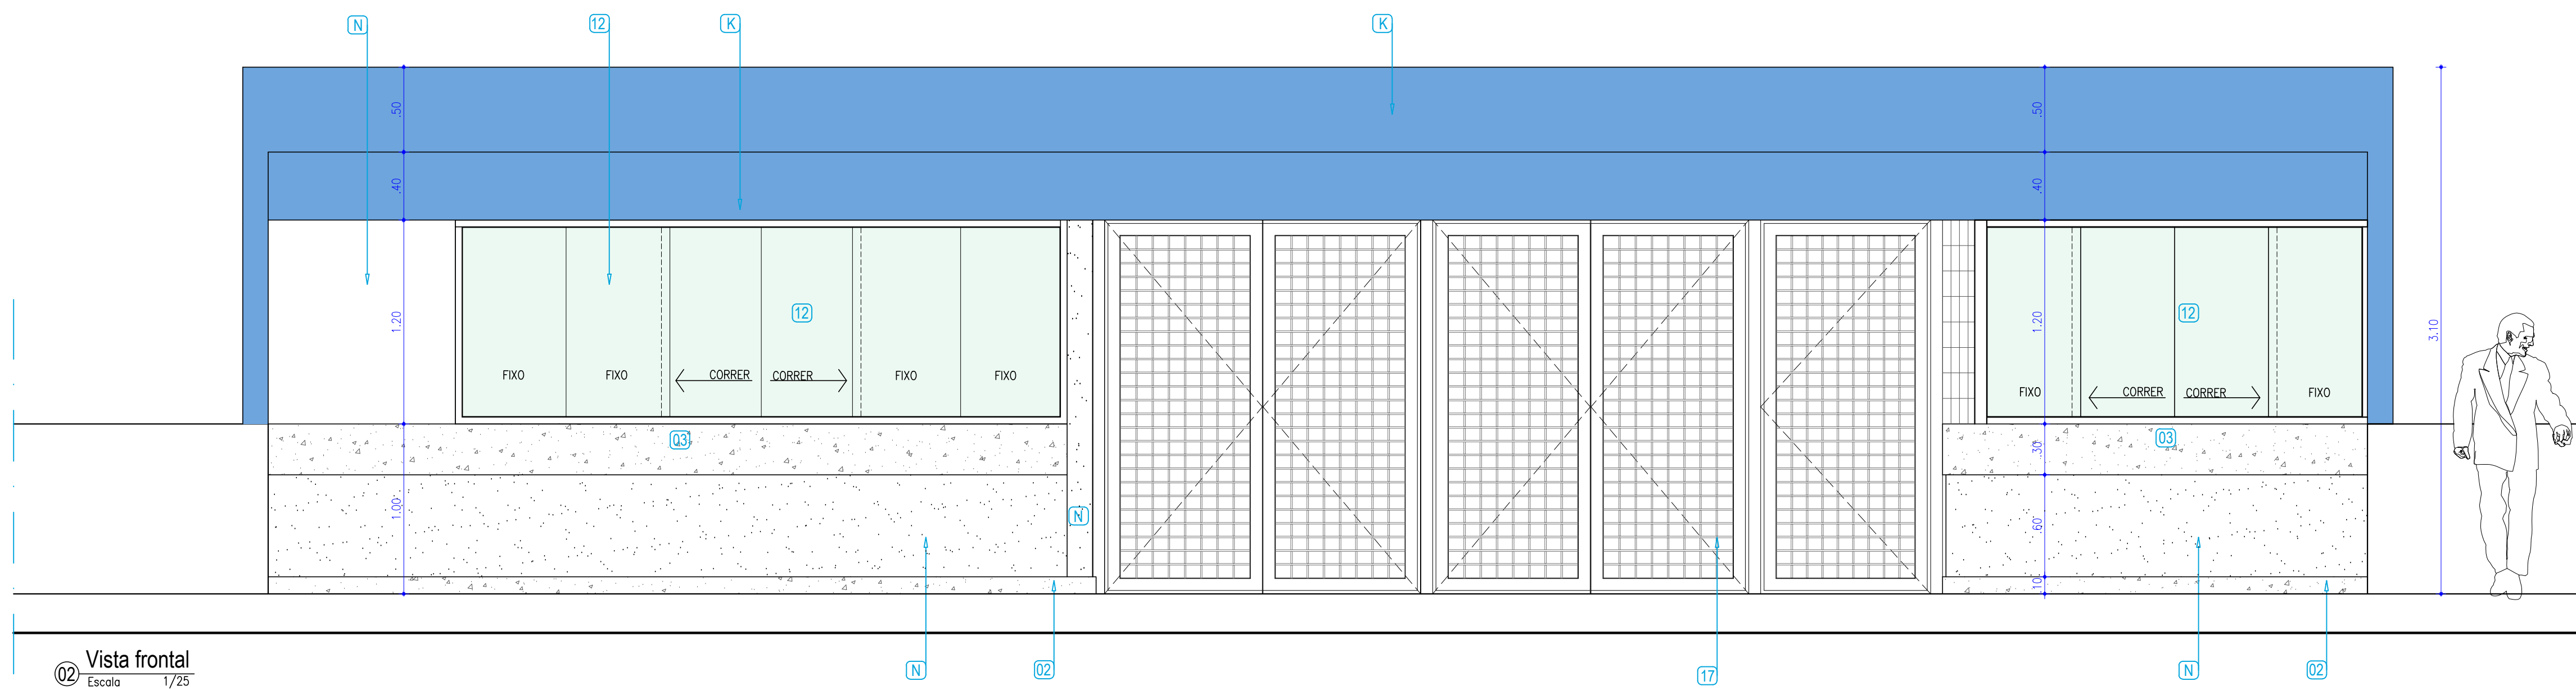 N
12
K
K
.50
.50
.40
.40
1.20
1.20
3.10
12
12
FIXO
FIXO
CORRER
CORRER
FIXO
FIXO
FIXO
CORRER
CORRER
FIXO
03
03
.30
1.00
.60
N
.10
N
02
17
N
02
02
Vista frontal
Escala 1/25